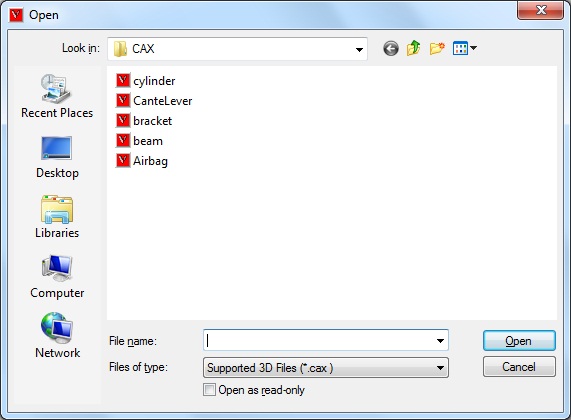 Open
Look in: CAX
cylinder
CanteLever
bracket
beam
Airbag
Recent Places
Desktop
Libraries
Computer
Network
File name:
Open
Files of type: Supported 3D Files (*.cax )
Cancel
Open as read-only